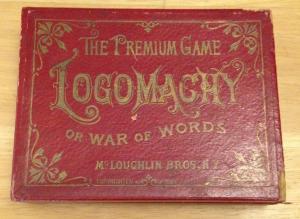 THE PREMIUM GAME
LOGOMACHY
OR WAR OF WORDS
McLOUGHLIN BROS. N.Y.